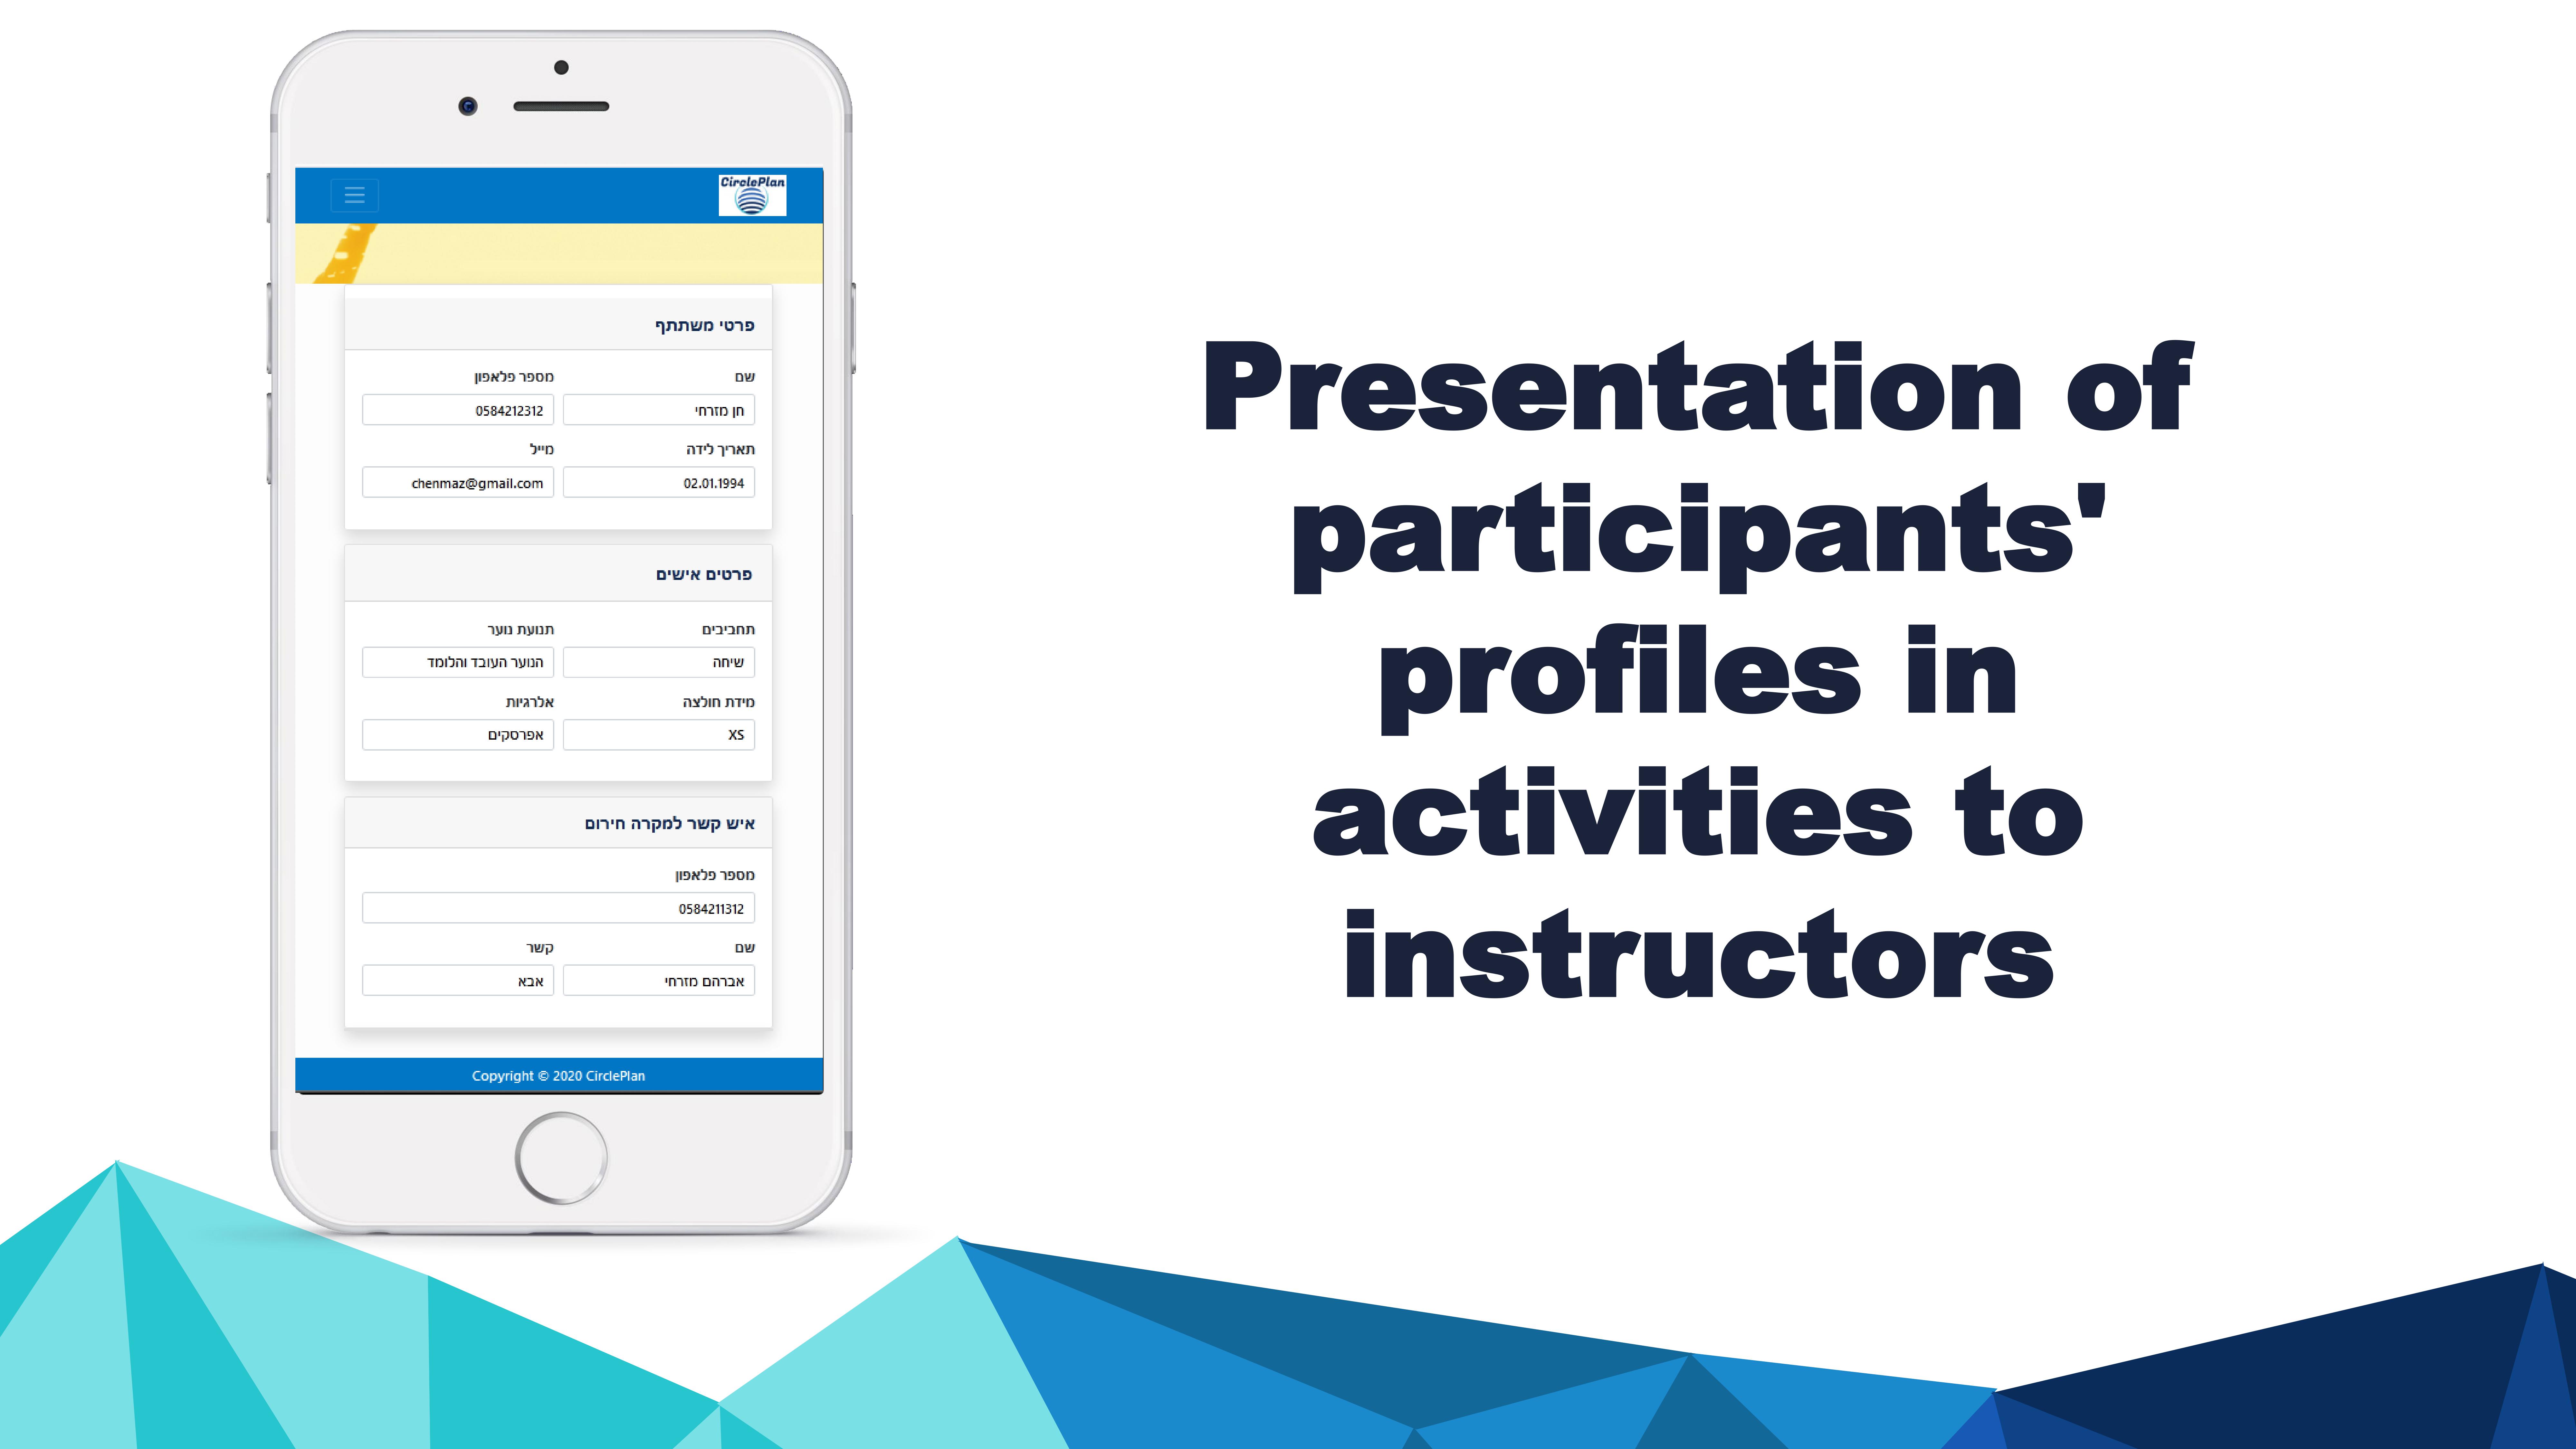 CirclePlan
פרטי משתתף
שם
מספר פלאפון
חן מזרחי
0584212312
תאריך לידה
מייל
02.01.1994
chenmaz@gmail.com
פרטים אישים
תחביבים
תנועת נוער
שיחה
הנוער העובד והלומד
מידת חולצה
אלרגיות
XS
אפרסקים
איש קשר למקרה חירום
מספר פלאפון
0584211312
שם
קשר
אברהם מזרחי
אבא
Copyright © 2020 CirclePlan
Presentation of
participants'
profiles in
activities to
instructors